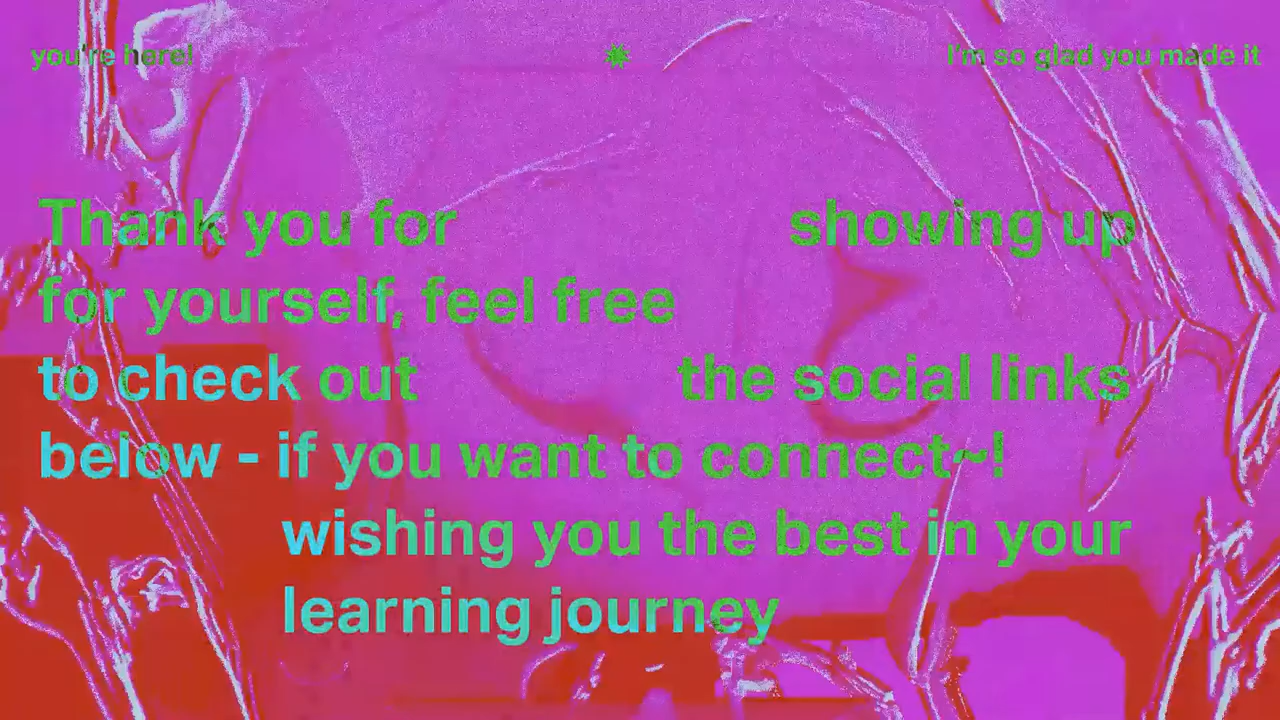 you're here!
I'm so glad you made it
Thank you for showing up
for yourself, feel free
to check out the social links
below - if you want to connect~!
wishing you the best in your
learning journey